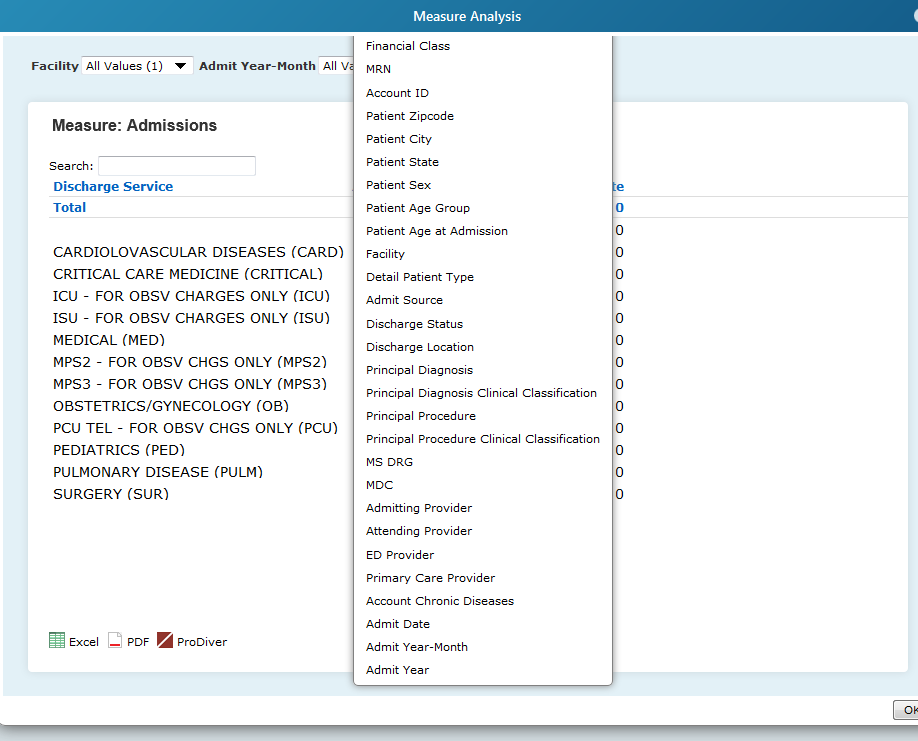 Measure Analysis
Facility All Values (1) Admit Year-Month All Va
Measure: Admissions
Search:
Discharge Service te
Total 0
0
CARDIOLOVASCULAR DISEASES (CARD) 0
CRITICAL CARE MEDICINE (CRITICAL) 0
ICU - FOR OBSV CHARGES ONLY (ICU) 0
ISU - FOR OBSV CHARGES ONLY (ISU) 0
MEDICAL (MED) 0
MPS2 - FOR OBSV CHGS ONLY (MPS2) 0
MPS3 - FOR OBSV CHGS ONLY (MPS3) 0
OBSTETRICS/GYNECOLOGY (OB) 0
PCU TEL - FOR OBSV CHGS ONLY (PCU) 0
PEDIATRICS (PED) 0
PULMONARY DISEASE (PULM) 0
SURGERY (SUR) 0
Excel PDF ProDiver
Financial Class
MRN
Account ID
Patient Zipcode
Patient City
Patient State
Patient Sex
Patient Age Group
Patient Age at Admission
Facility
Detail Patient Type
Admit Source
Discharge Status
Discharge Location
Principal Diagnosis
Principal Diagnosis Clinical Classification
Principal Procedure
Principal Procedure Clinical Classification
MS DRG
MDC
Admitting Provider
Attending Provider
ED Provider
Primary Care Provider
Account Chronic Diseases
Admit Date
Admit Year-Month
Admit Year
OK